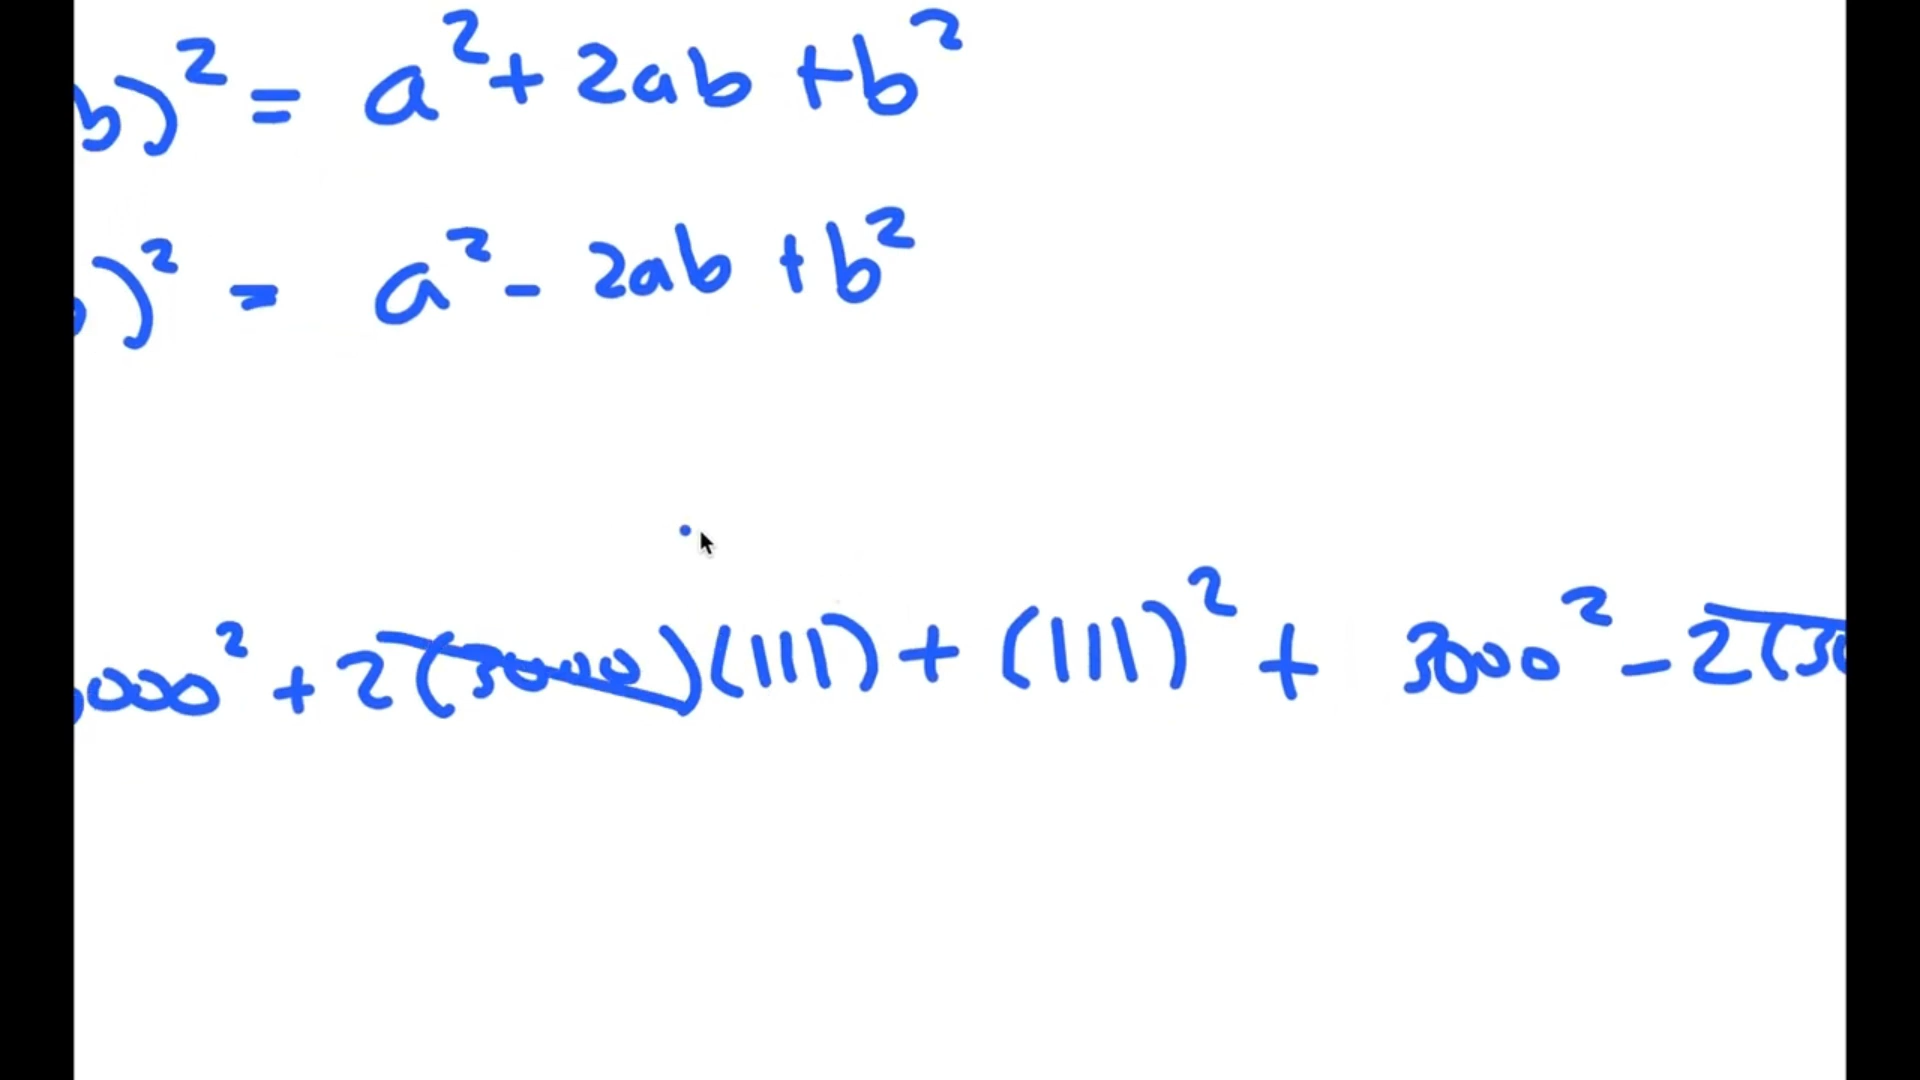 b)² = a² + 2ab + b²
)² = a² - 2ab + b²
000² + 2(3000)(111) + (111)² + 3000² - 2(3